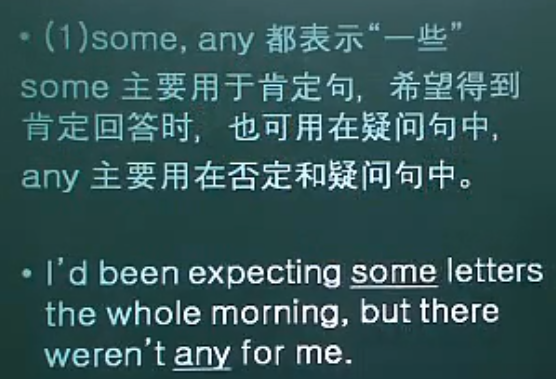 • (1)some, any 都表示“一些”
some 主要用于肯定句, 希望得到
肯定回答时, 也可用在疑问句中,
any 主要用在否定和疑问句中。
• I'd been expecting some letters
the whole morning, but there
weren't any for me.